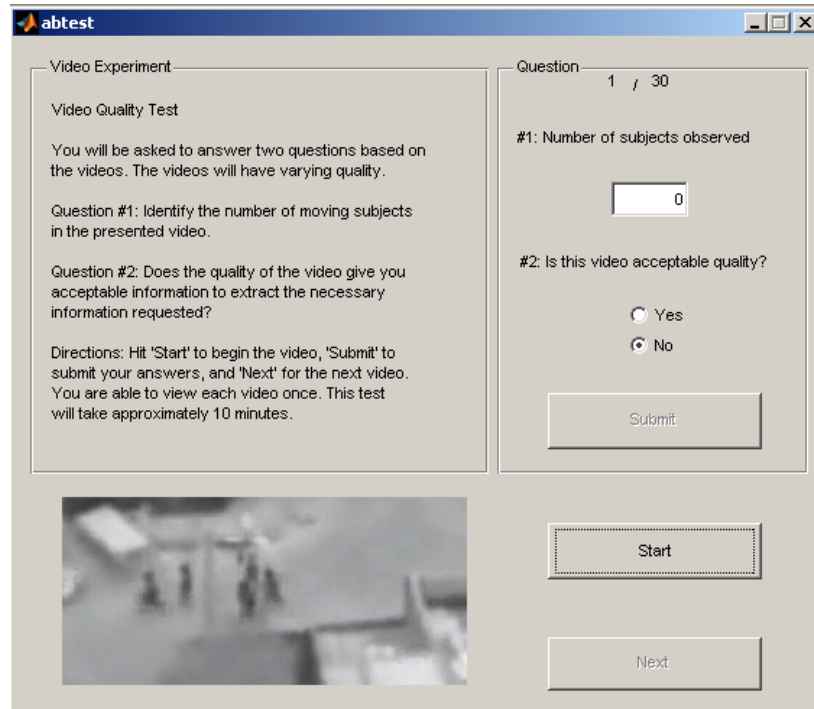 abtest
Video Experiment
Video Quality Test
You will be asked to answer two questions based on
the videos. The videos will have varying quality.
Question #1: Identify the number of moving subjects
in the presented video.
Question #2: Does the quality of the video give you
acceptable information to extract the necessary
information requested?
Directions: Hit 'Start' to begin the video, 'Submit' to
submit your answers, and 'Next' for the next video.
You are able to view each video once. This test
will take approximately 10 minutes.
Question
1 / 30
#1: Number of subjects observed
0
#2: Is this video acceptable quality?
Yes
No
Submit
Start
Next